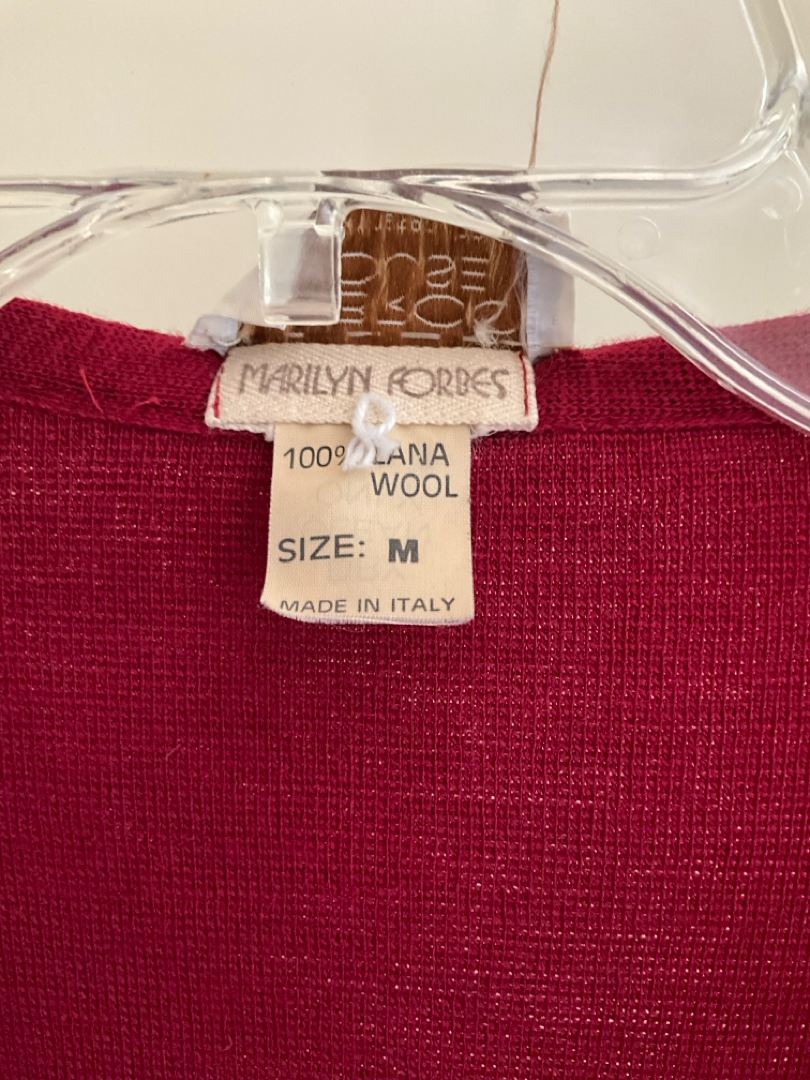 MARILYN FORBES
100% LANA
WOOL
SIZE: M
MADE IN ITALY